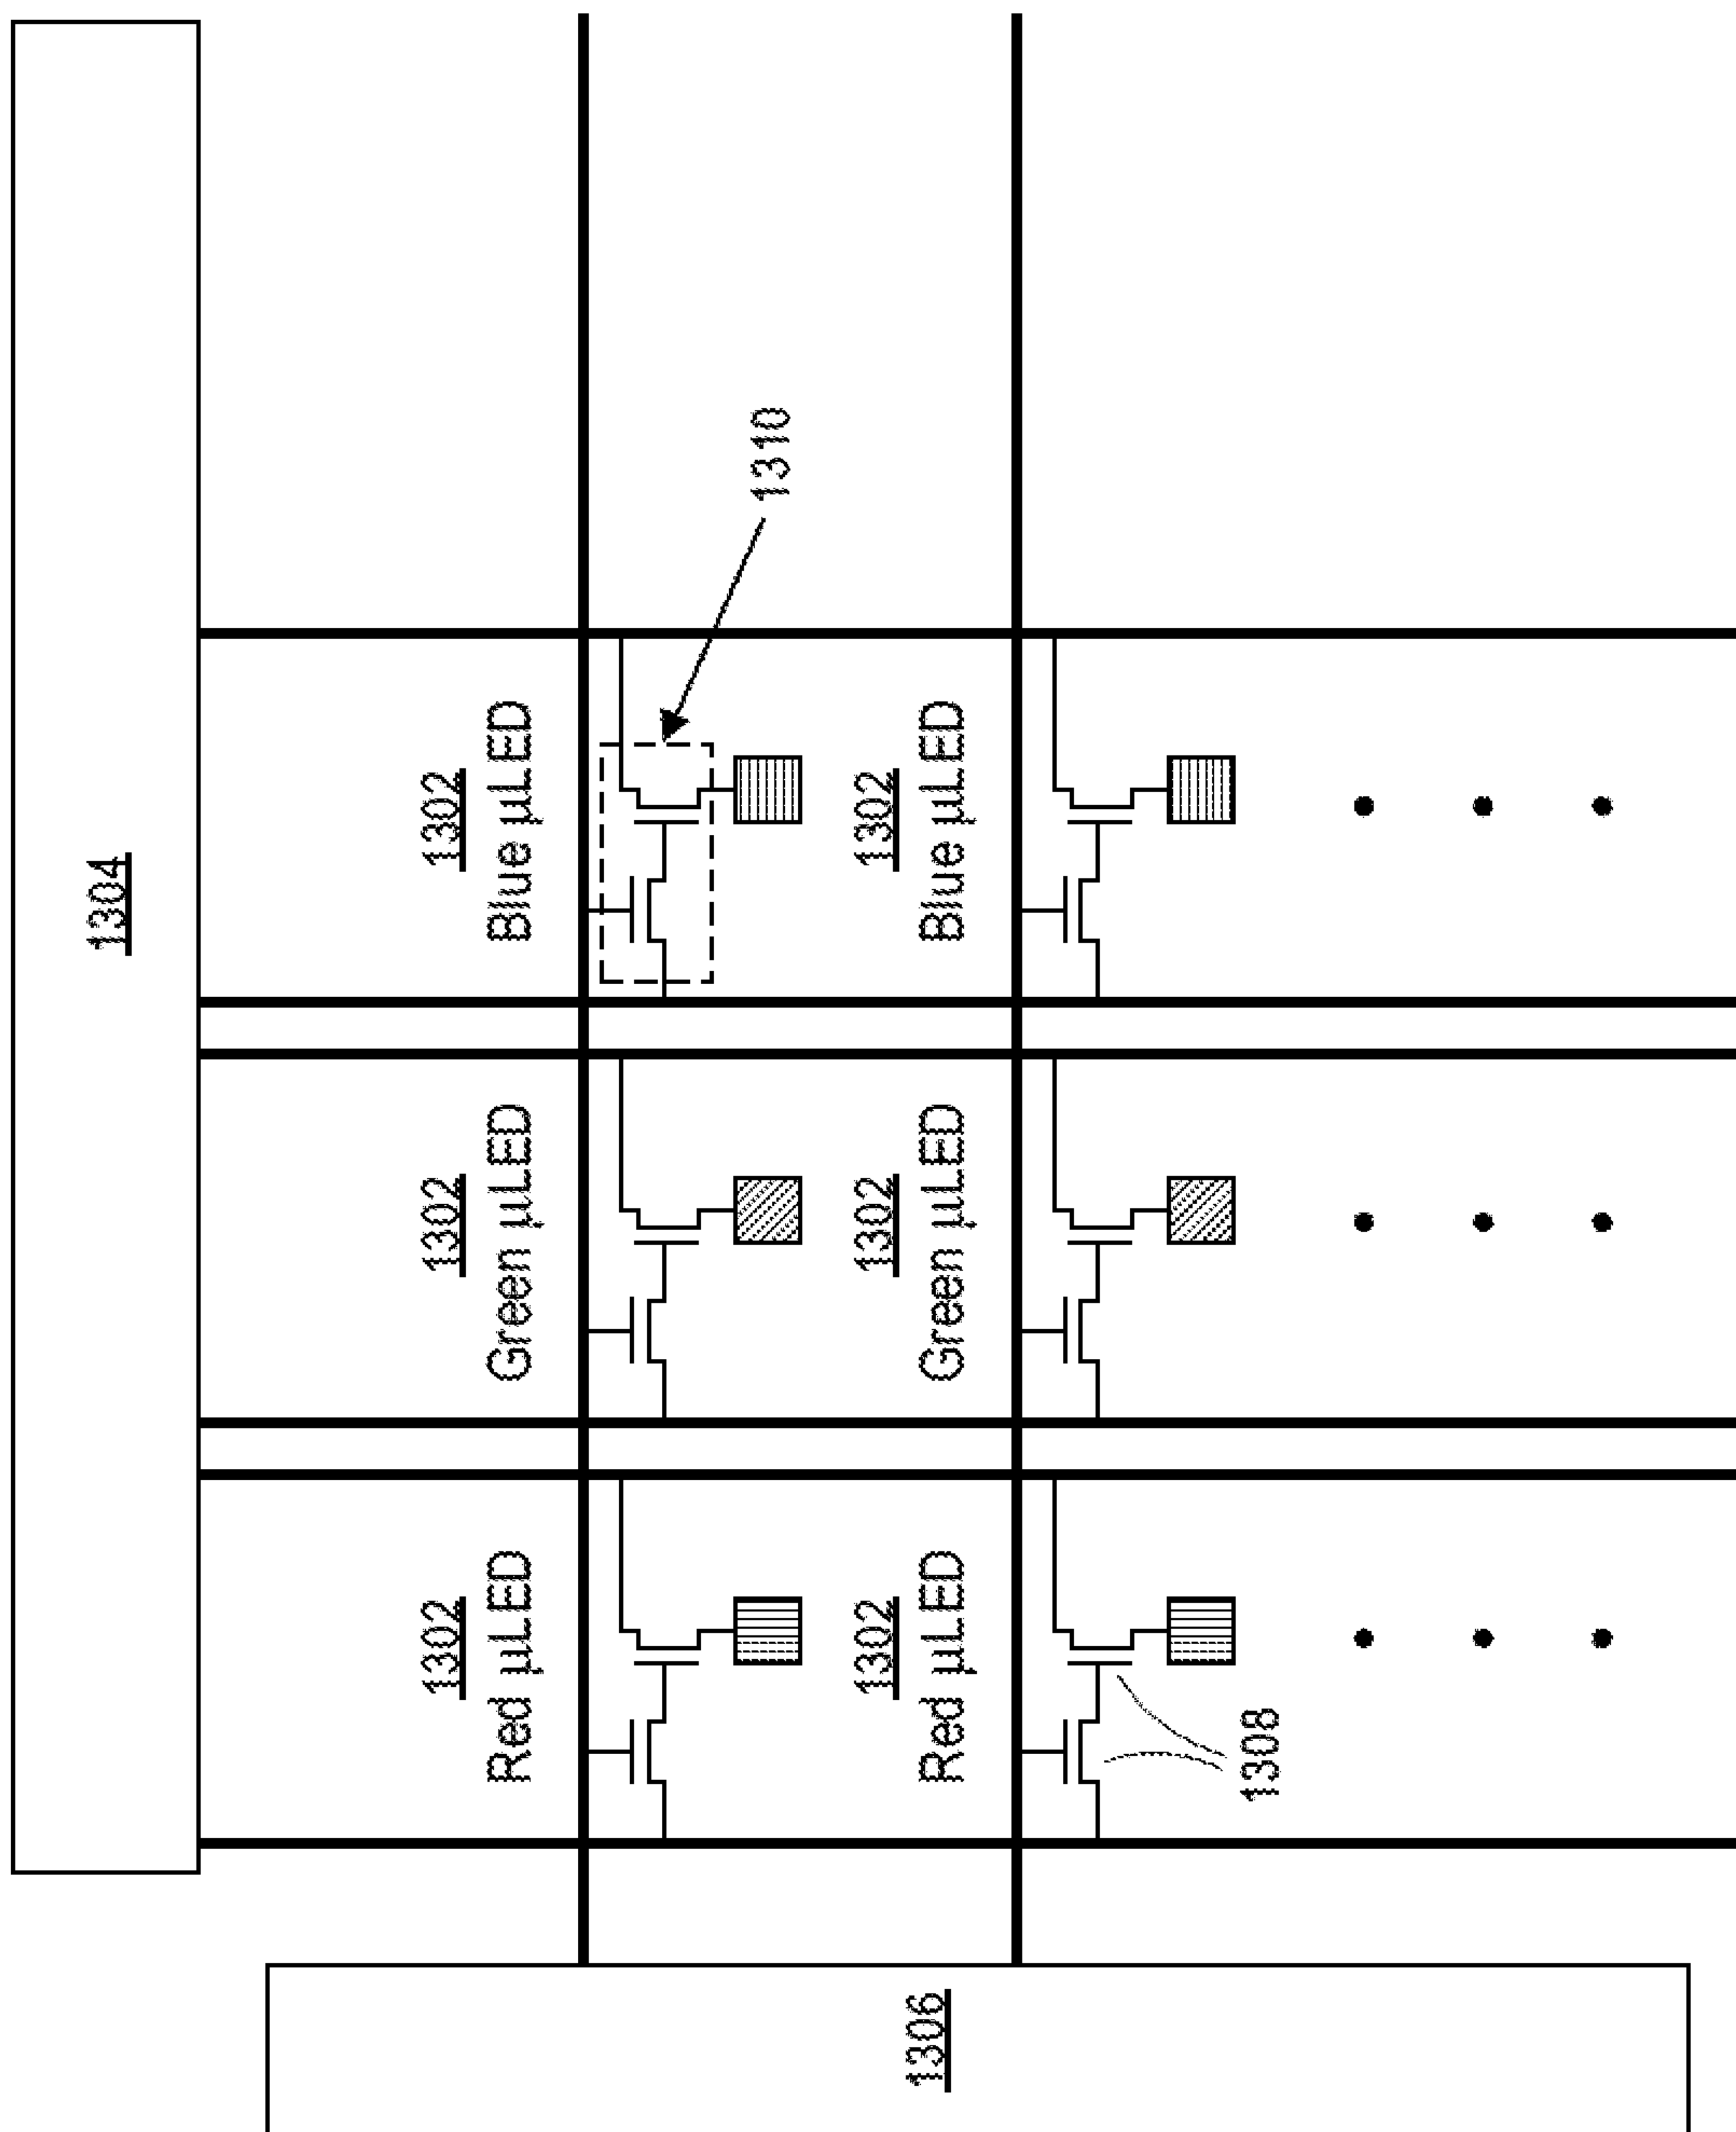 1304
1302 1302 1302
Red µLED Green µLED Blue µLED
1310
1302 1302 1302
1306
Red µLED Green µLED Blue µLED
1308